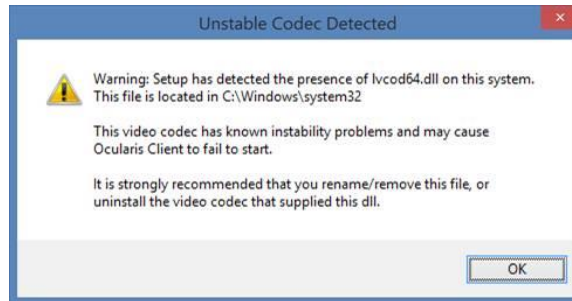 Unstable Codec Detected
Warning: Setup has detected the presence of lvcod64.dll on this system.
This file is located in C:\Windows\system32
This video codec has known instability problems and may cause
Ocularis Client to fail to start.
It is strongly recommended that you rename/remove this file, or
uninstall the video codec that supplied this dll.
OK